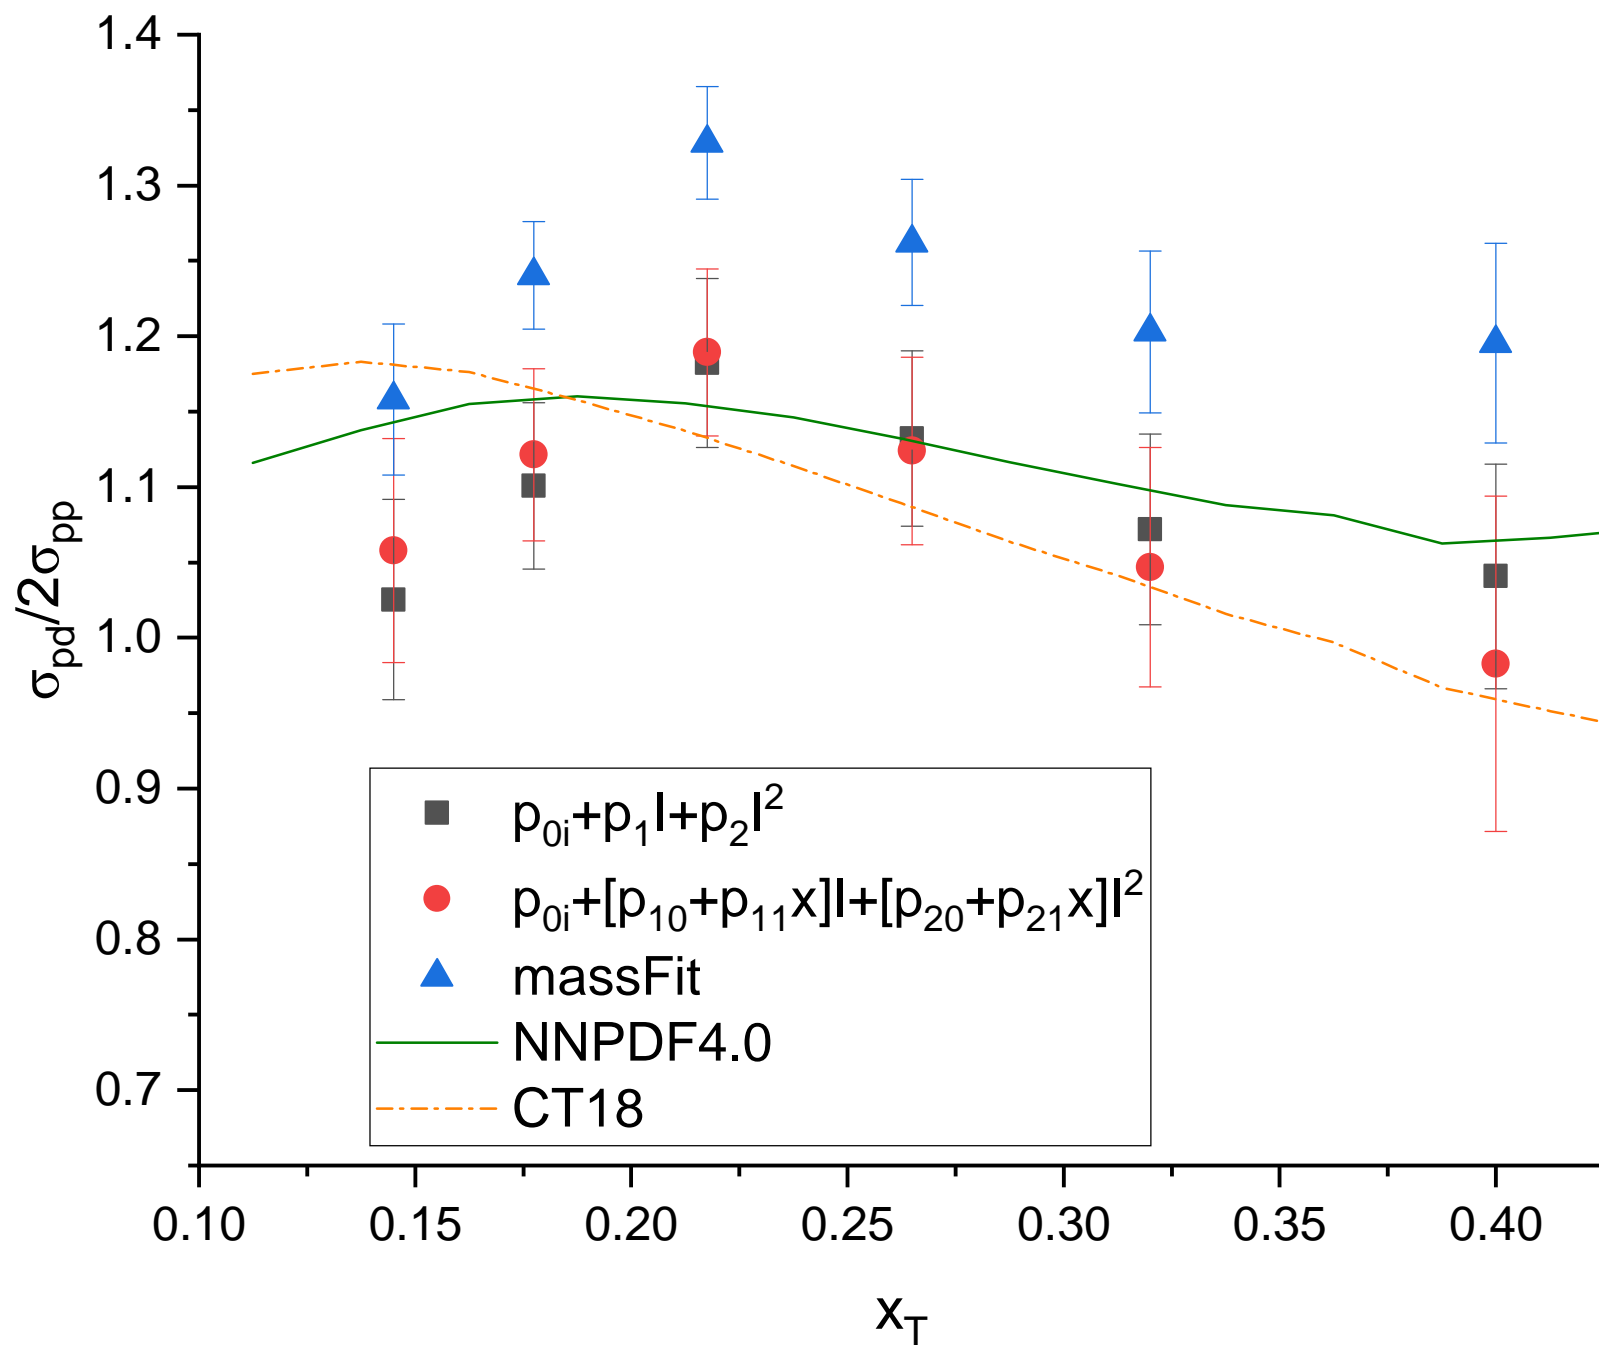 1.4
1.3
1.2
1.1
1.0
0.9
0.8
0.7
σpd/2σpp
p0i+p1I+p2I2
p0i+[p10+p11x]I+[p20+p21x]I2
massFit
NNPDF4.0
CT18
0.10 0.15 0.20 0.25 0.30 0.35 0.40
xT